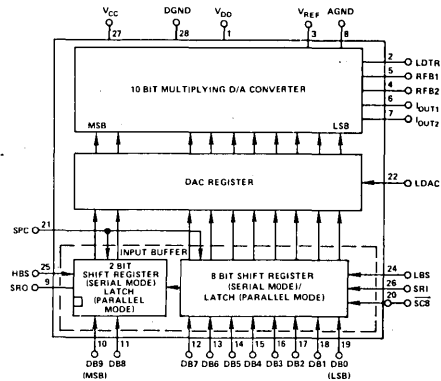 VCC DGND VDD VREF AGND
27 28 1 3 8
2 LDTR
5 RFB1
10 BIT MULTIPLYING D/A CONVERTER
4 RFB2
6 IOUT1
7 IOUT2
MSB LSB
DAC REGISTER
22 LDAC
SPC 21
INPUT BUFFER
HBS 25
SRO 9
2 BIT
SHIFT REGISTER
(SERIAL MODE)
LATCH
(PARALLEL
MODE)
8 BIT SHIFT REGISTER
(SERIAL MODE)/
LATCH (PARALLEL MODE)
24 LBS
26 SRI
20 SC8
10 11 12 13 14 15 16 17 18 19
DB9 DB8 DB7 DB6 DB5 DB4 DB3 DB2 DB1 DB0
(MSB) (LSB)